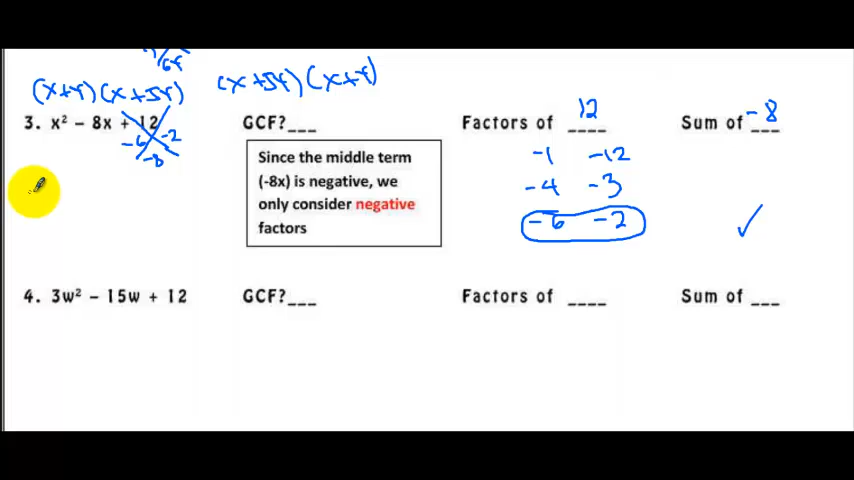 (x+y)(x+5y) (x+5y)(x+y)
3. x² - 8x + 12 GCF?___ Factors of 12 Sum of -8
-6 -2
-8
Since the middle term
(-8x) is negative, we
only consider negative
factors
-1 -12
-4 -3
-6 -2 ✓
4. 3w² - 15w + 12 GCF?___ Factors of ____ Sum of ___